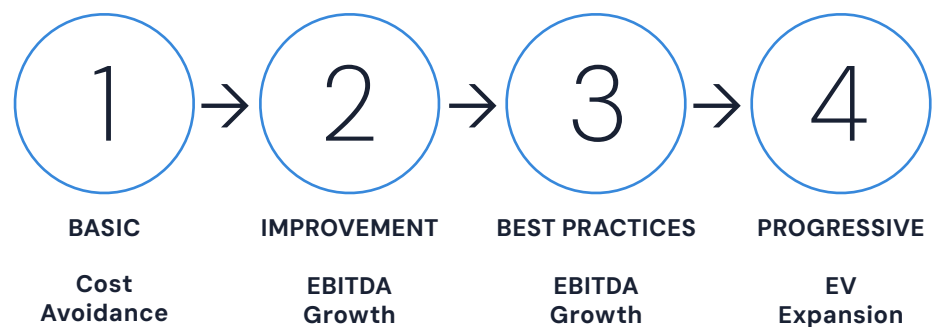 1
2
3
4
BASIC
IMPROVEMENT
BEST PRACTICES
PROGRESSIVE
Cost
Avoidance
EBITDA
Growth
EBITDA
Growth
EV
Expansion